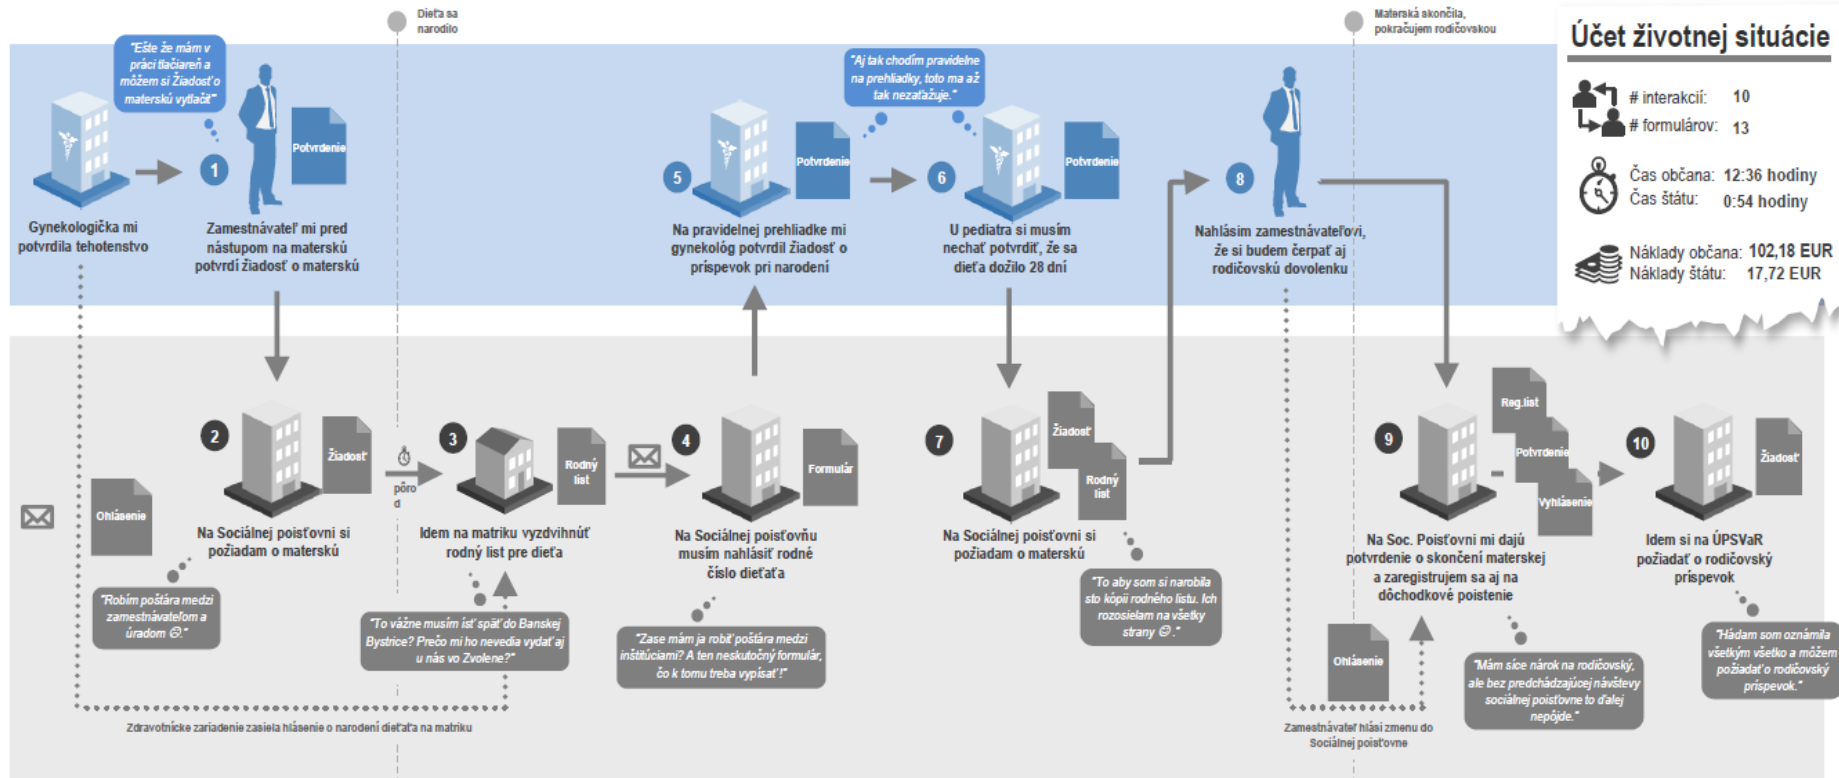 Dieťa sa
narodilo
Materská skončila,
pokračujem rodičovskou
Účet životnej situácie
# interakcií: 10
# formulárov: 13
Čas občana: 12:36 hodiny
Čas štátu: 0:54 hodiny
Náklady občana: 102,18 EUR
Náklady štátu: 17,72 EUR
"Ešte že mám v
práci tlačiareň a
môžem si Žiadosť o
materskú vytlačiť"
"Aj tak chodím pravidelne
na prehliadky, toto ma až
tak nezaťažuje."
Gynekologička mi
potvrdila tehotenstvo
1
Potvrdenie
Zamestnávateľ mi pred
nástupom na materskú
potvrdí žiadosť o materskú
5
Potvrdenie
Na pravidelnej prehliadke mi
gynekológ potvrdil žiadosť o
príspevok pri narodení
6
Potvrdenie
U pediatra si musím
nechať potvrdiť, že sa
dieťa dožilo 28 dní
8
Nahlásim zamestnávateľovi,
že si budem čerpať aj
rodičovskú dovolenku
Ohlásenie
2
Žiadosť
Na Sociálnej poisťovni si
požiadam o materskú
"Robím poštára medzi
zamestnávateľom a
úradom ☹."
pôro
d
3
Rodný
list
Idem na matriku vyzdvihnúť
rodný list pre dieťa
"To vážne musím ísť späť do Banskej
Bystrice? Prečo mi ho nevedia vydať aj
u nás vo Zvolene?"
4
Formulár
Na Sociálnej poisťovňu
musím nahlásiť rodné
číslo dieťaťa
"Zase mám ja robiť poštára medzi
inštitúciami? A ten neskutočný formulár,
čo k tomu treba vypísať!"
7
Žiadosť
Rodný
list
Na Sociálnej poisťovni si
požiadam o materskú
"To aby som si narobila
sto kópii rodného listu. Ich
rozosielam na všetky
strany ☺."
9
Reg.list
Potvrdenie
Vyhlásenie
Na Soc. Poisťovni mi dajú
potvrdenie o skončení materskej
a zaregistrujem sa aj na
dôchodkové poistenie
"Mám síce nárok na rodičovský,
ale bez predchádzajúcej návštevy
sociálnej poisťovne to ďalej
nepôjde."
10
Žiadosť
Idem si na ÚPSVaR
požiadať o rodičovský
príspevok
"Hádam som oznámila
všetkým všetko a môžem
požiadať o rodičovský
príspevok."
Ohlásenie
Zdravotnícke zariadenie zasiela hlásenie o narodení dieťaťa na matriku
Zamestnávateľ hlási zmenu do
Sociálnej poisťovne